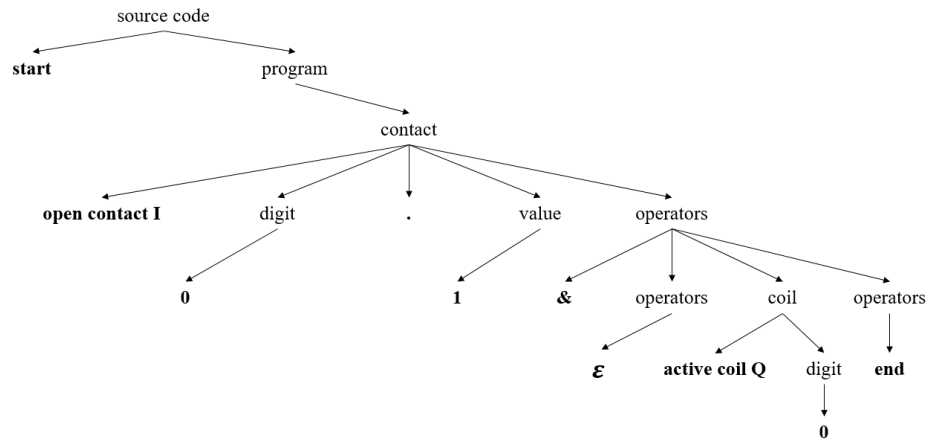 source code
start program
contact
open contact I digit . value operators
0 1 & operators coil operators
ε active coil Q digit end
0